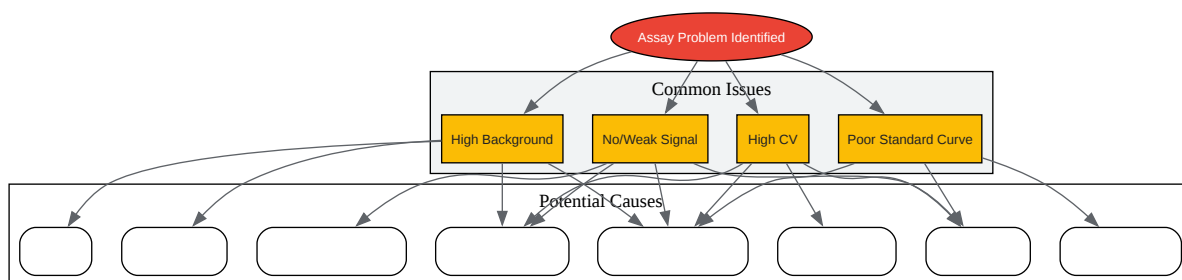 Assay Problem Identified
Common Issues
High Background
No/Weak Signal
High CV
Poor Standard Curve
Potential Causes